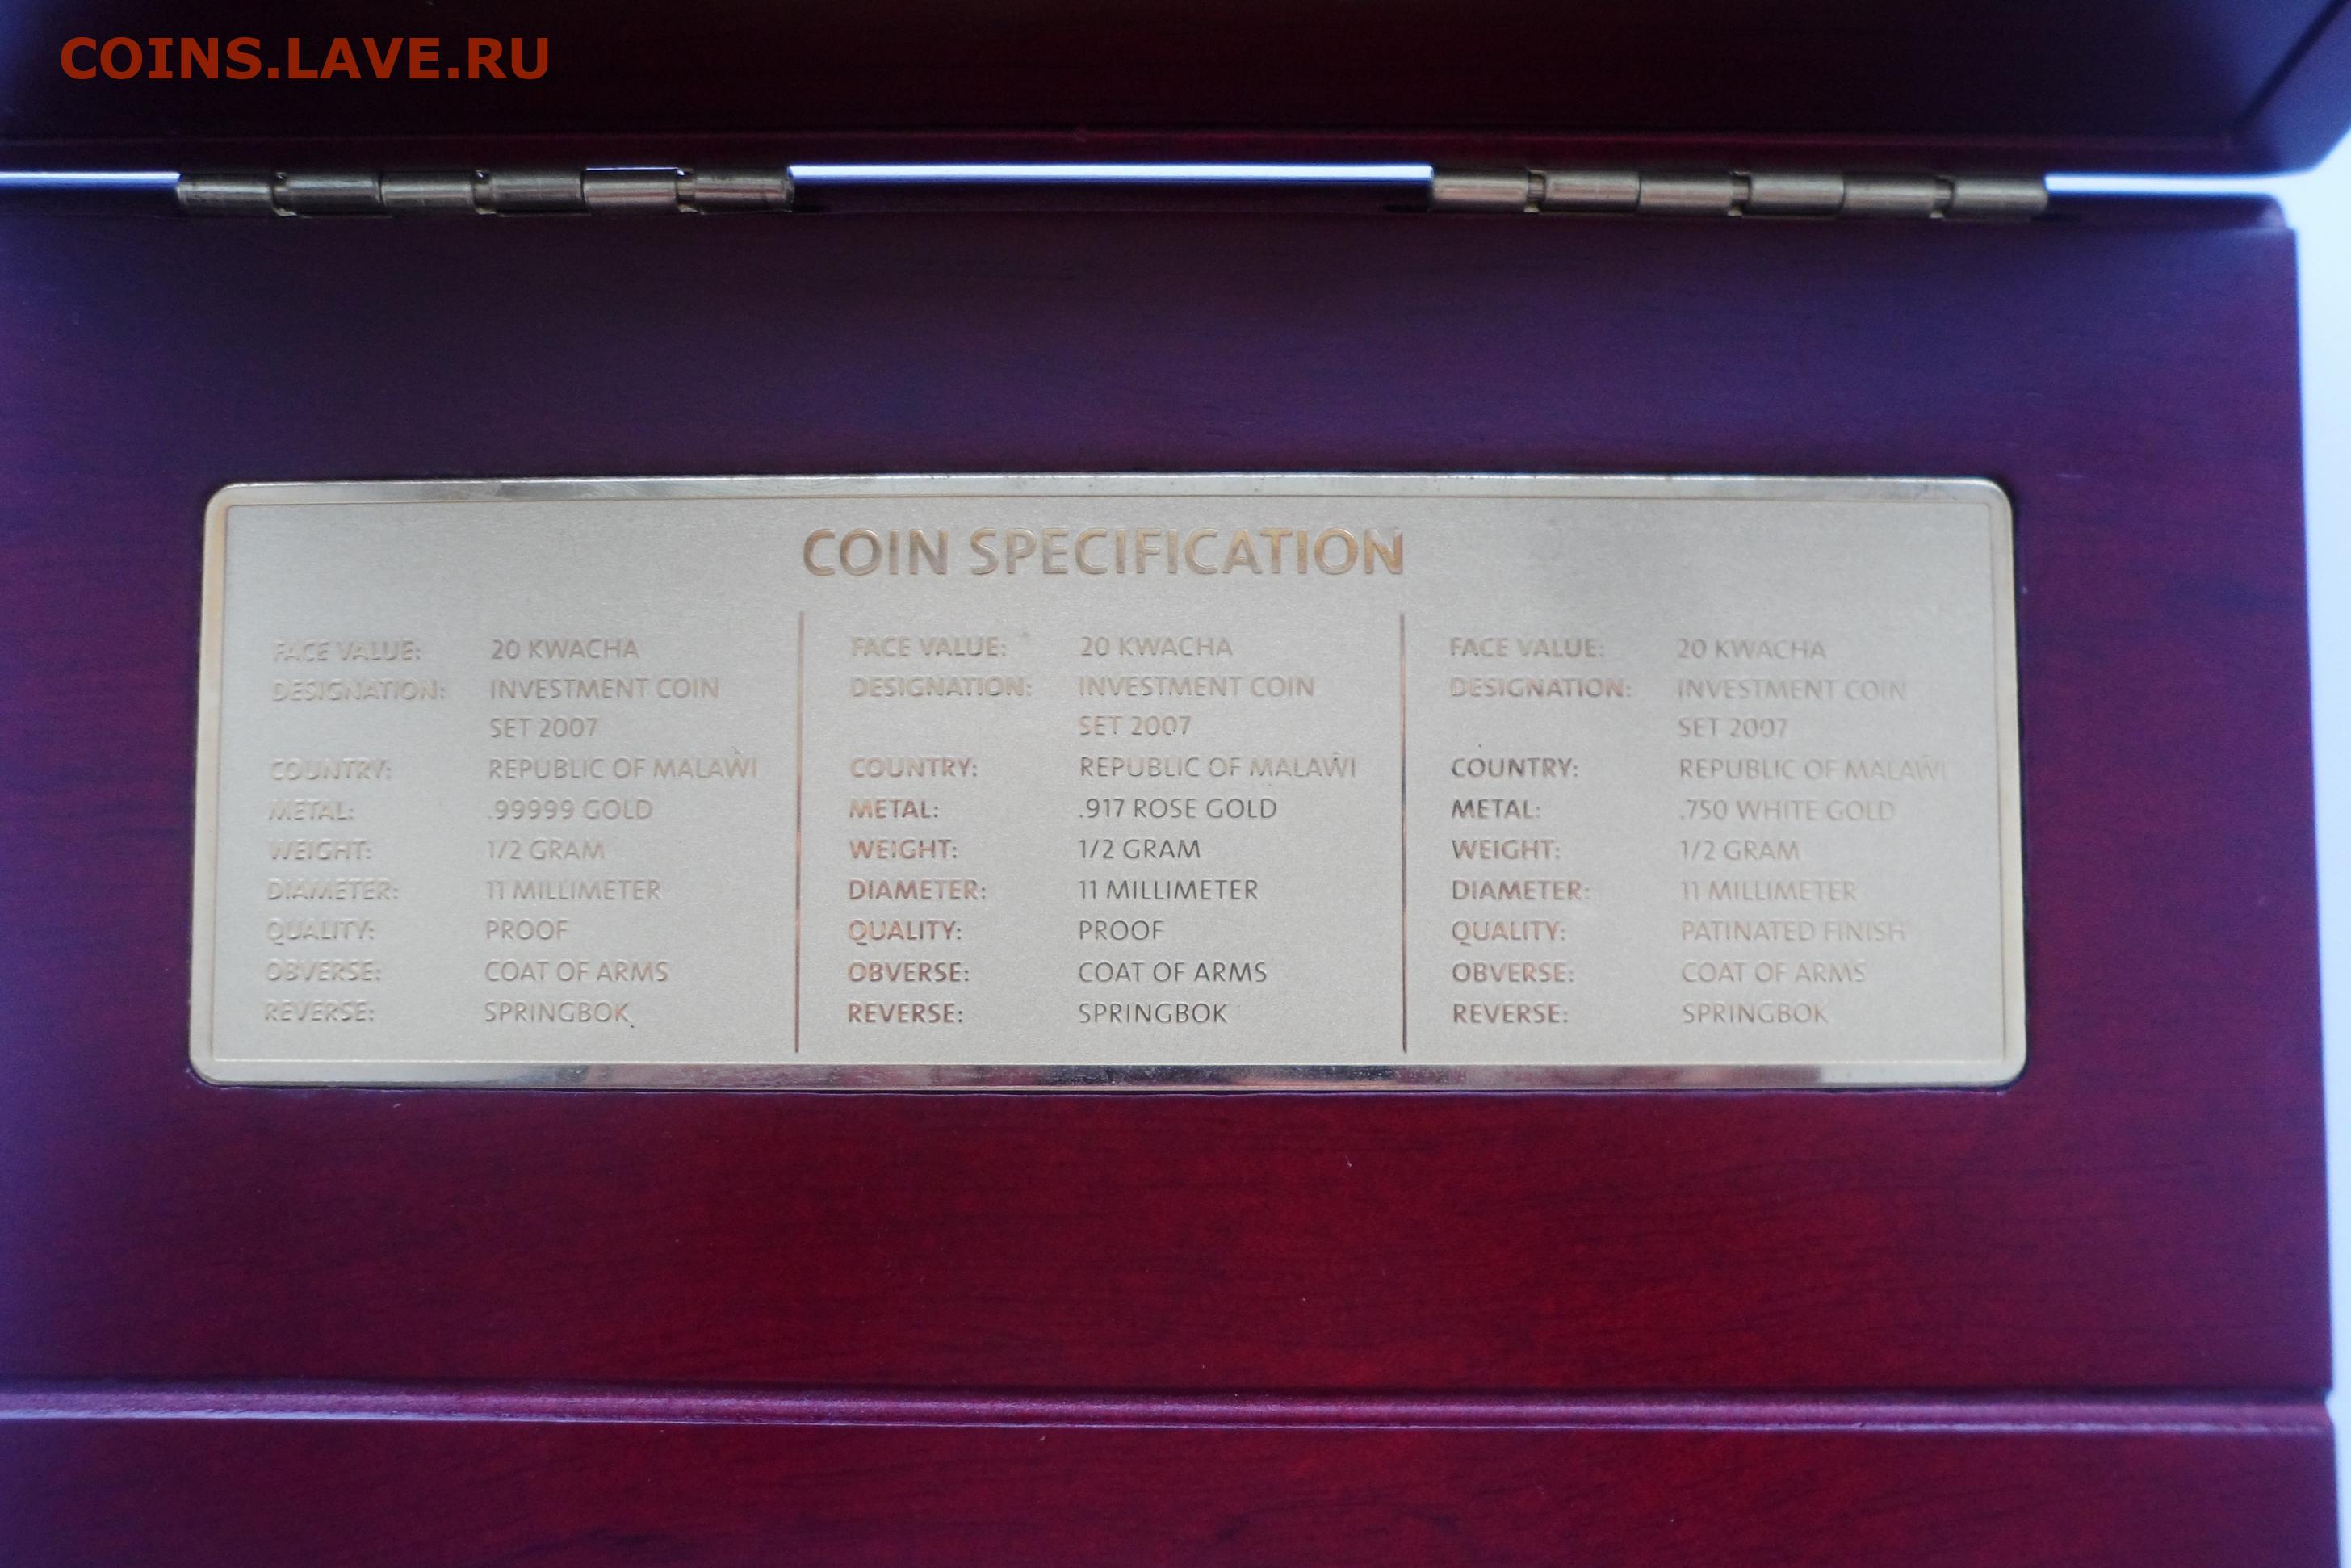 COINS.LAVE.RU
COIN SPECIFICATION
FACE VALUE: 20 KWACHA
DESIGNATION: INVESTMENT COIN
SET 2007
COUNTRY: REPUBLIC OF MALAŴI
METAL: .99999 GOLD
WEIGHT: 1/2 GRAM
DIAMETER: 11 MILLIMETER
QUALITY: PROOF
OBVERSE: COAT OF ARMS
REVERSE: SPRINGBOK
FACE VALUE: 20 KWACHA
DESIGNATION: INVESTMENT COIN
SET 2007
COUNTRY: REPUBLIC OF MALAŴI
METAL: .917 ROSE GOLD
WEIGHT: 1/2 GRAM
DIAMETER: 11 MILLIMETER
QUALITY: PROOF
OBVERSE: COAT OF ARMS
REVERSE: SPRINGBOK
FACE VALUE: 20 KWACHA
DESIGNATION: INVESTMENT COIN
SET 2007
COUNTRY: REPUBLIC OF MALAŴI
METAL: .750 WHITE GOLD
WEIGHT: 1/2 GRAM
DIAMETER: 11 MILLIMETER
QUALITY: PATINATED FINISH
OBVERSE: COAT OF ARMS
REVERSE: SPRINGBOK